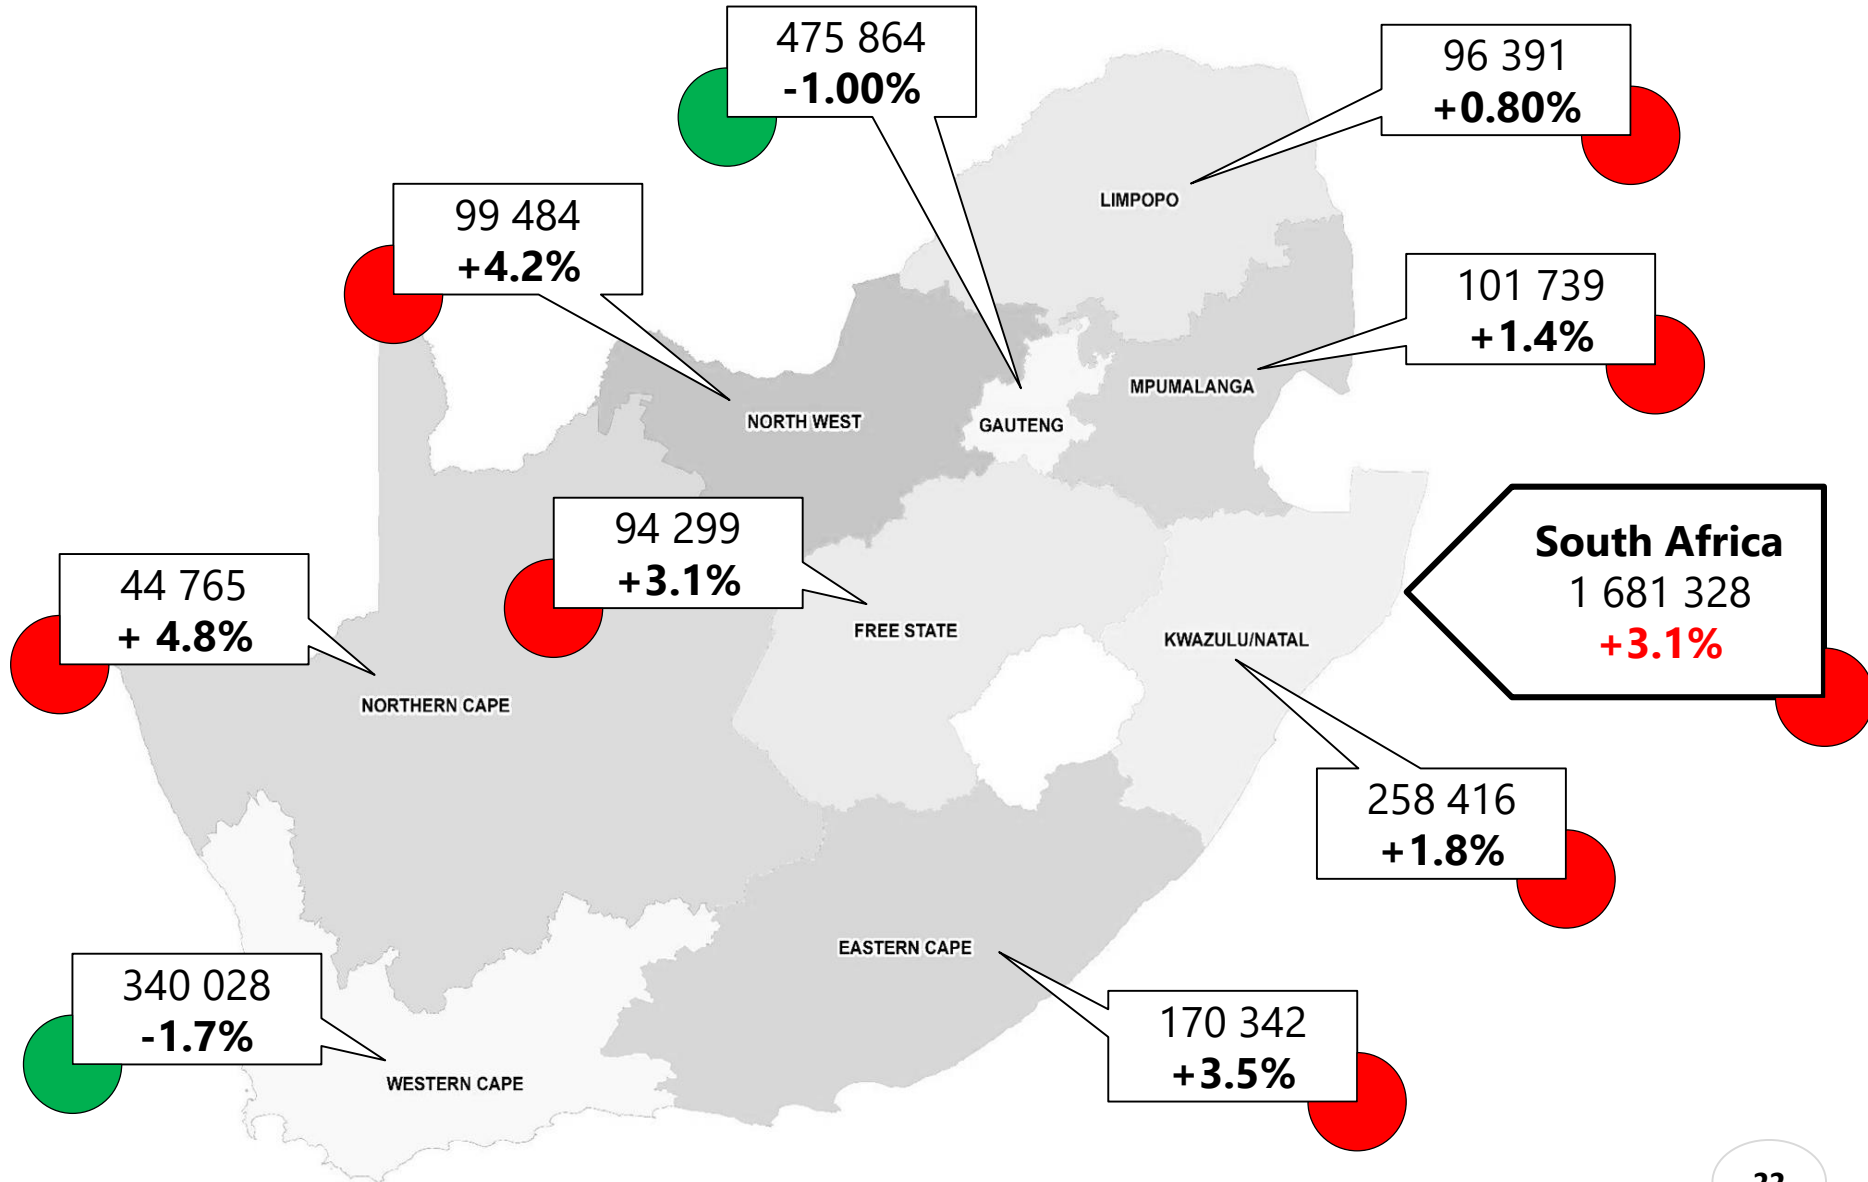 475 864
-1.00%
96 391
+0.80%
LIMPOPO
99 484
+4.2%
101 739
+1.4%
MPUMALANGA
NORTH WEST
GAUTENG
94 299
+3.1%
South Africa
1 681 328
+3.1%
44 765
+ 4.8%
FREE STATE
KWAZULU/NATAL
NORTHERN CAPE
258 416
+1.8%
EASTERN CAPE
340 028
-1.7%
170 342
+3.5%
WESTERN CAPE
22